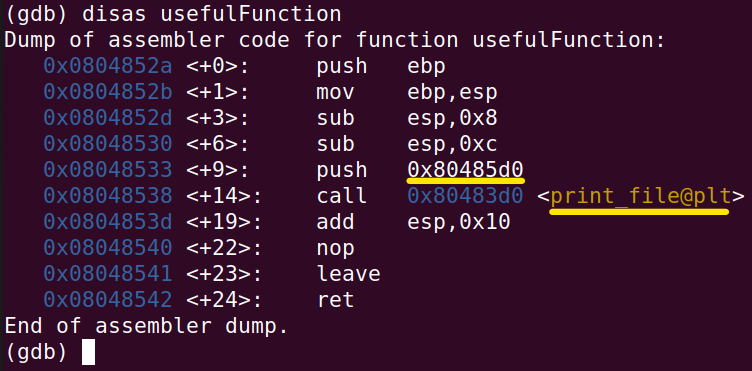 (gdb) disas usefulFunction
Dump of assembler code for function usefulFunction:
   0x0804852a <+0>:     push   ebp
   0x0804852b <+1>:     mov    ebp,esp
   0x0804852d <+3>:     sub    esp,0x8
   0x08048530 <+6>:     sub    esp,0xc
   0x08048533 <+9>:     push   0x80485d0
   0x08048538 <+14>:    call   0x80483d0 <print_file@plt>
   0x0804853d <+19>:    add    esp,0x10
   0x08048540 <+22>:    nop
   0x08048541 <+23>:    leave
   0x08048542 <+24>:    ret
End of assembler dump.
(gdb)